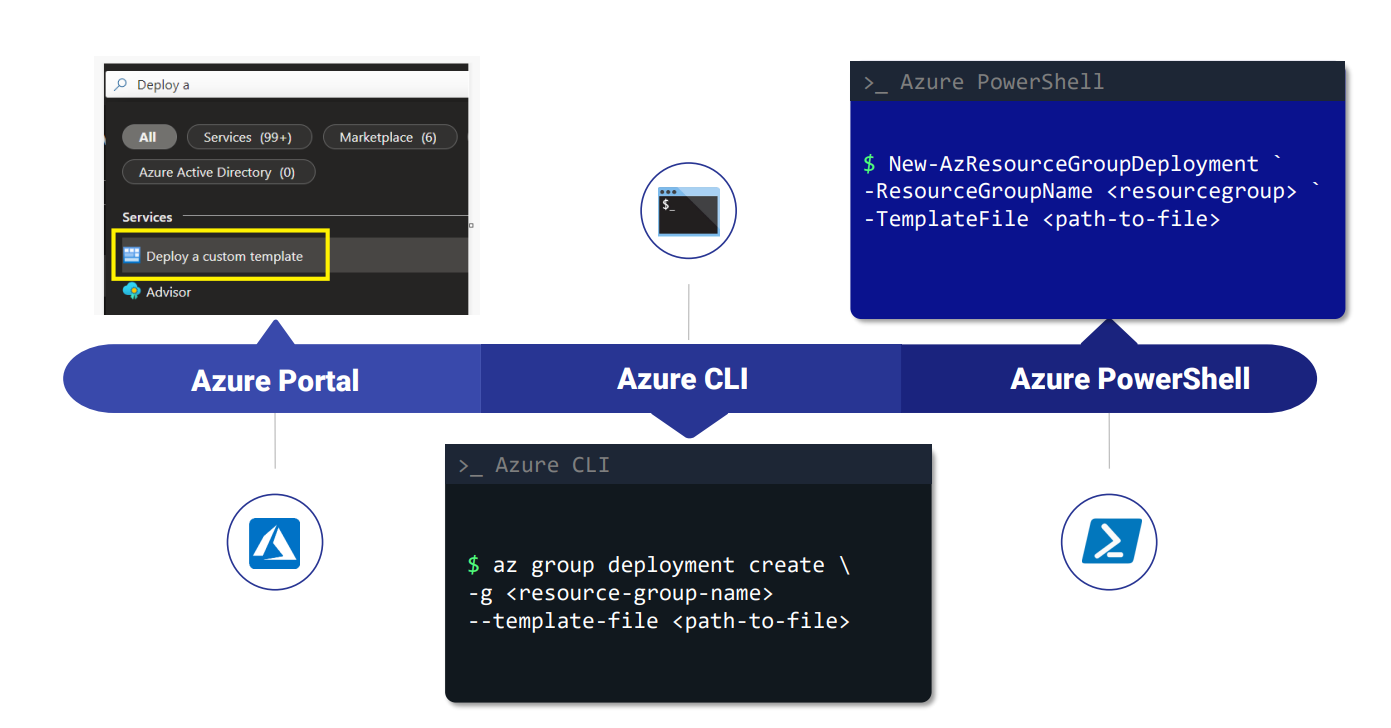 Deploy a
All
Services (99+)
Marketplace (6)
Azure Active Directory (0)
Services
Deploy a custom template
Advisor
>_ Azure PowerShell
$ New-AzResourceGroupDeployment `
-ResourceGroupName <resourcegroup> `
-TemplateFile <path-to-file>
$_
Azure Portal
Azure CLI
Azure PowerShell
>_ Azure CLI
$ az group deployment create \
-g <resource-group-name>
--template-file <path-to-file>